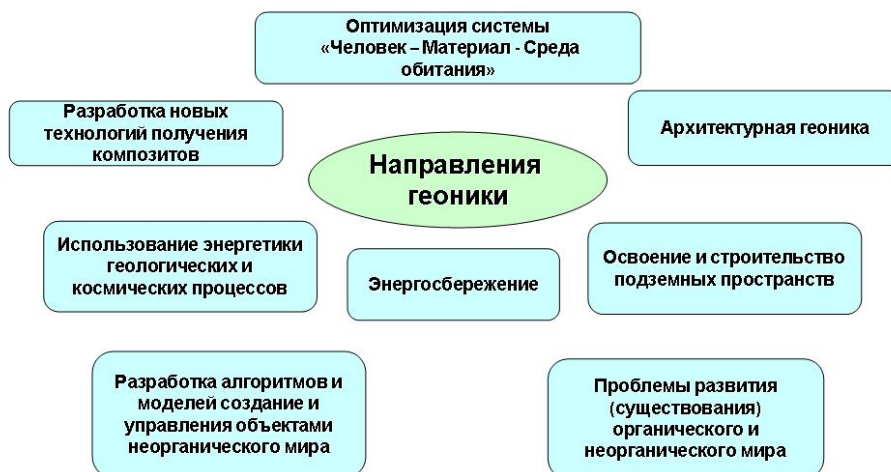 Оптимизация системы
«Человек – Материал - Среда
обитания»
Разработка новых
технологий получения
композитов
Архитектурная геоника
Направления
геоники
Использование энергетики
геологических и
космических процессов
Энергосбережение
Освоение и строительство
подземных пространств
Разработка алгоритмов и
моделей создание и
управления объектами
неорганического мира
Проблемы развития
(существования)
органического и
неорганического мира